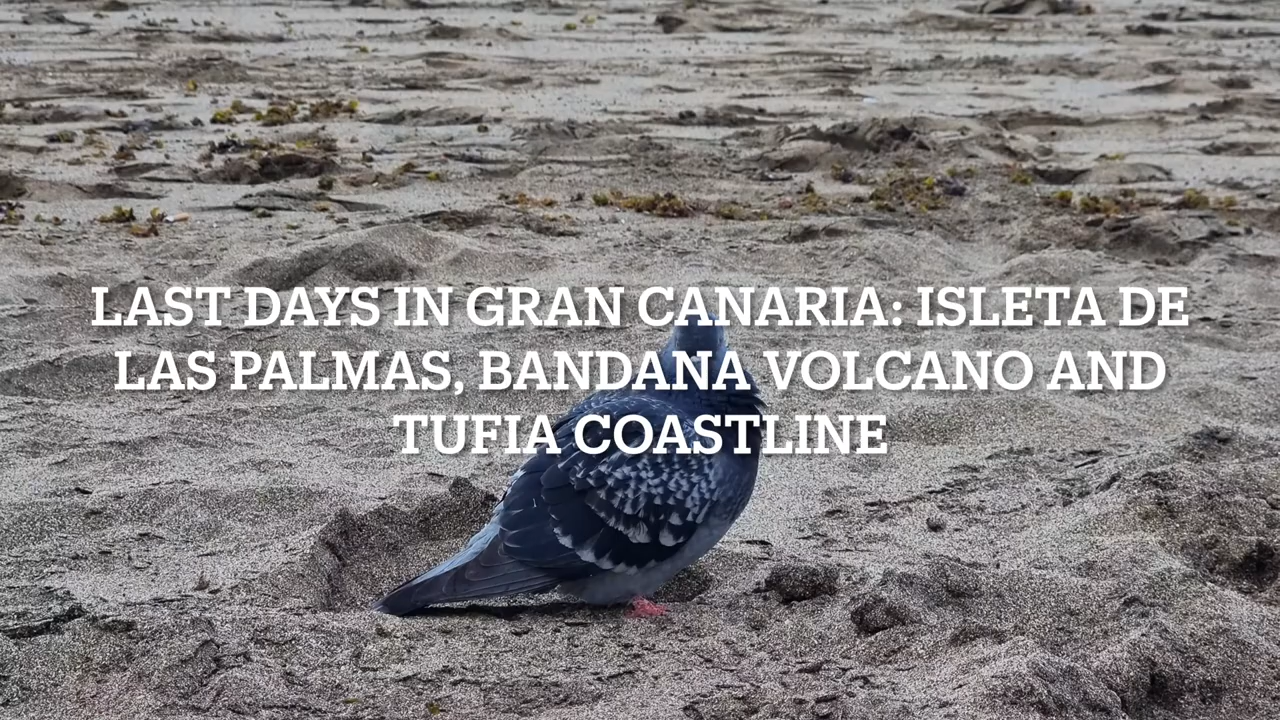 LAST DAYS IN GRAN CANARIA: ISLETA DE
LAS PALMAS, BANDANA VOLCANO AND
TUFIA COASTLINE